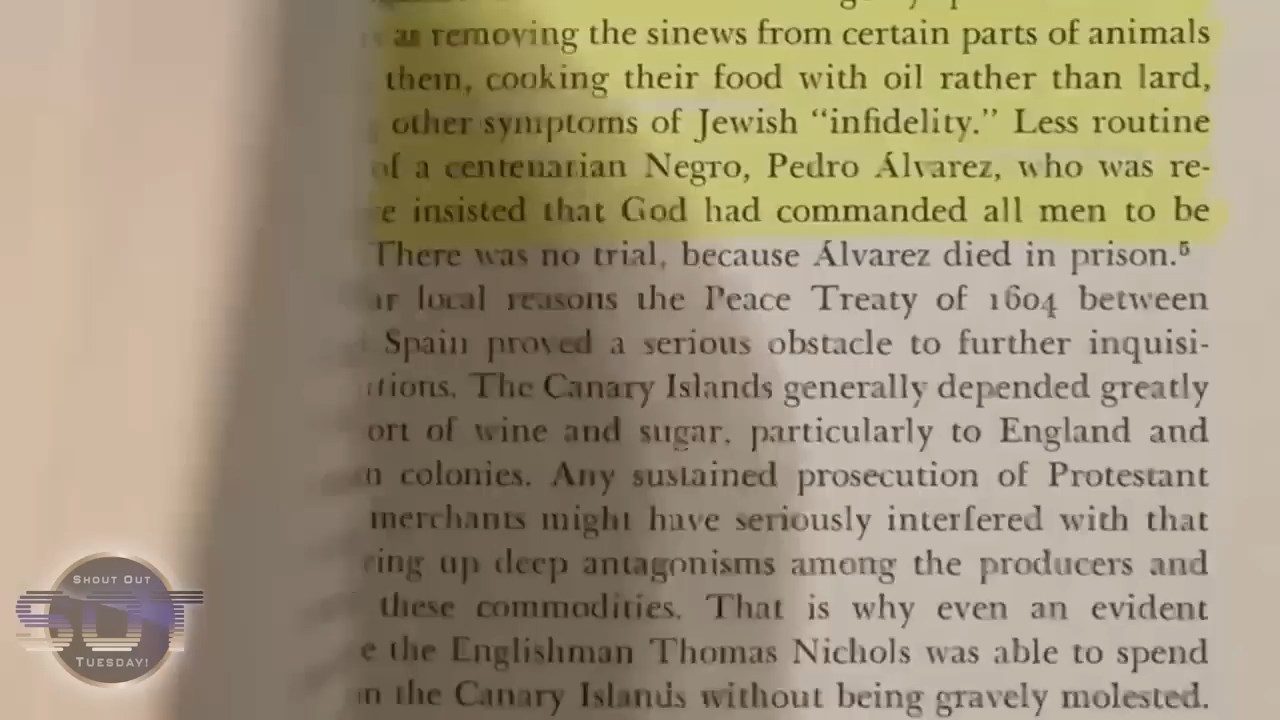 as removing the sinews from certain parts of animals
them, cooking their food with oil rather than lard,
other symptoms of Jewish “infidelity.” Less routine
of a centenarian Negro, Pedro Álvarez, who was re-
e insisted that God had commanded all men to be
There was no trial, because Álvarez died in prison.⁵
ar local reasons the Peace Treaty of 1604 between
Spain proved a serious obstacle to further inquisi-
tions. The Canary Islands generally depended greatly
ort of wine and sugar, particularly to England and
n colonies. Any sustained prosecution of Protestant
merchants might have seriously interfered with that
ring up deep antagonisms among the producers and
these commodities. That is why even an evident
e the Englishman Thomas Nichols was able to spend
in the Canary Islands without being gravely molested.
SHOUT OUT
SOT
TUESDAY!